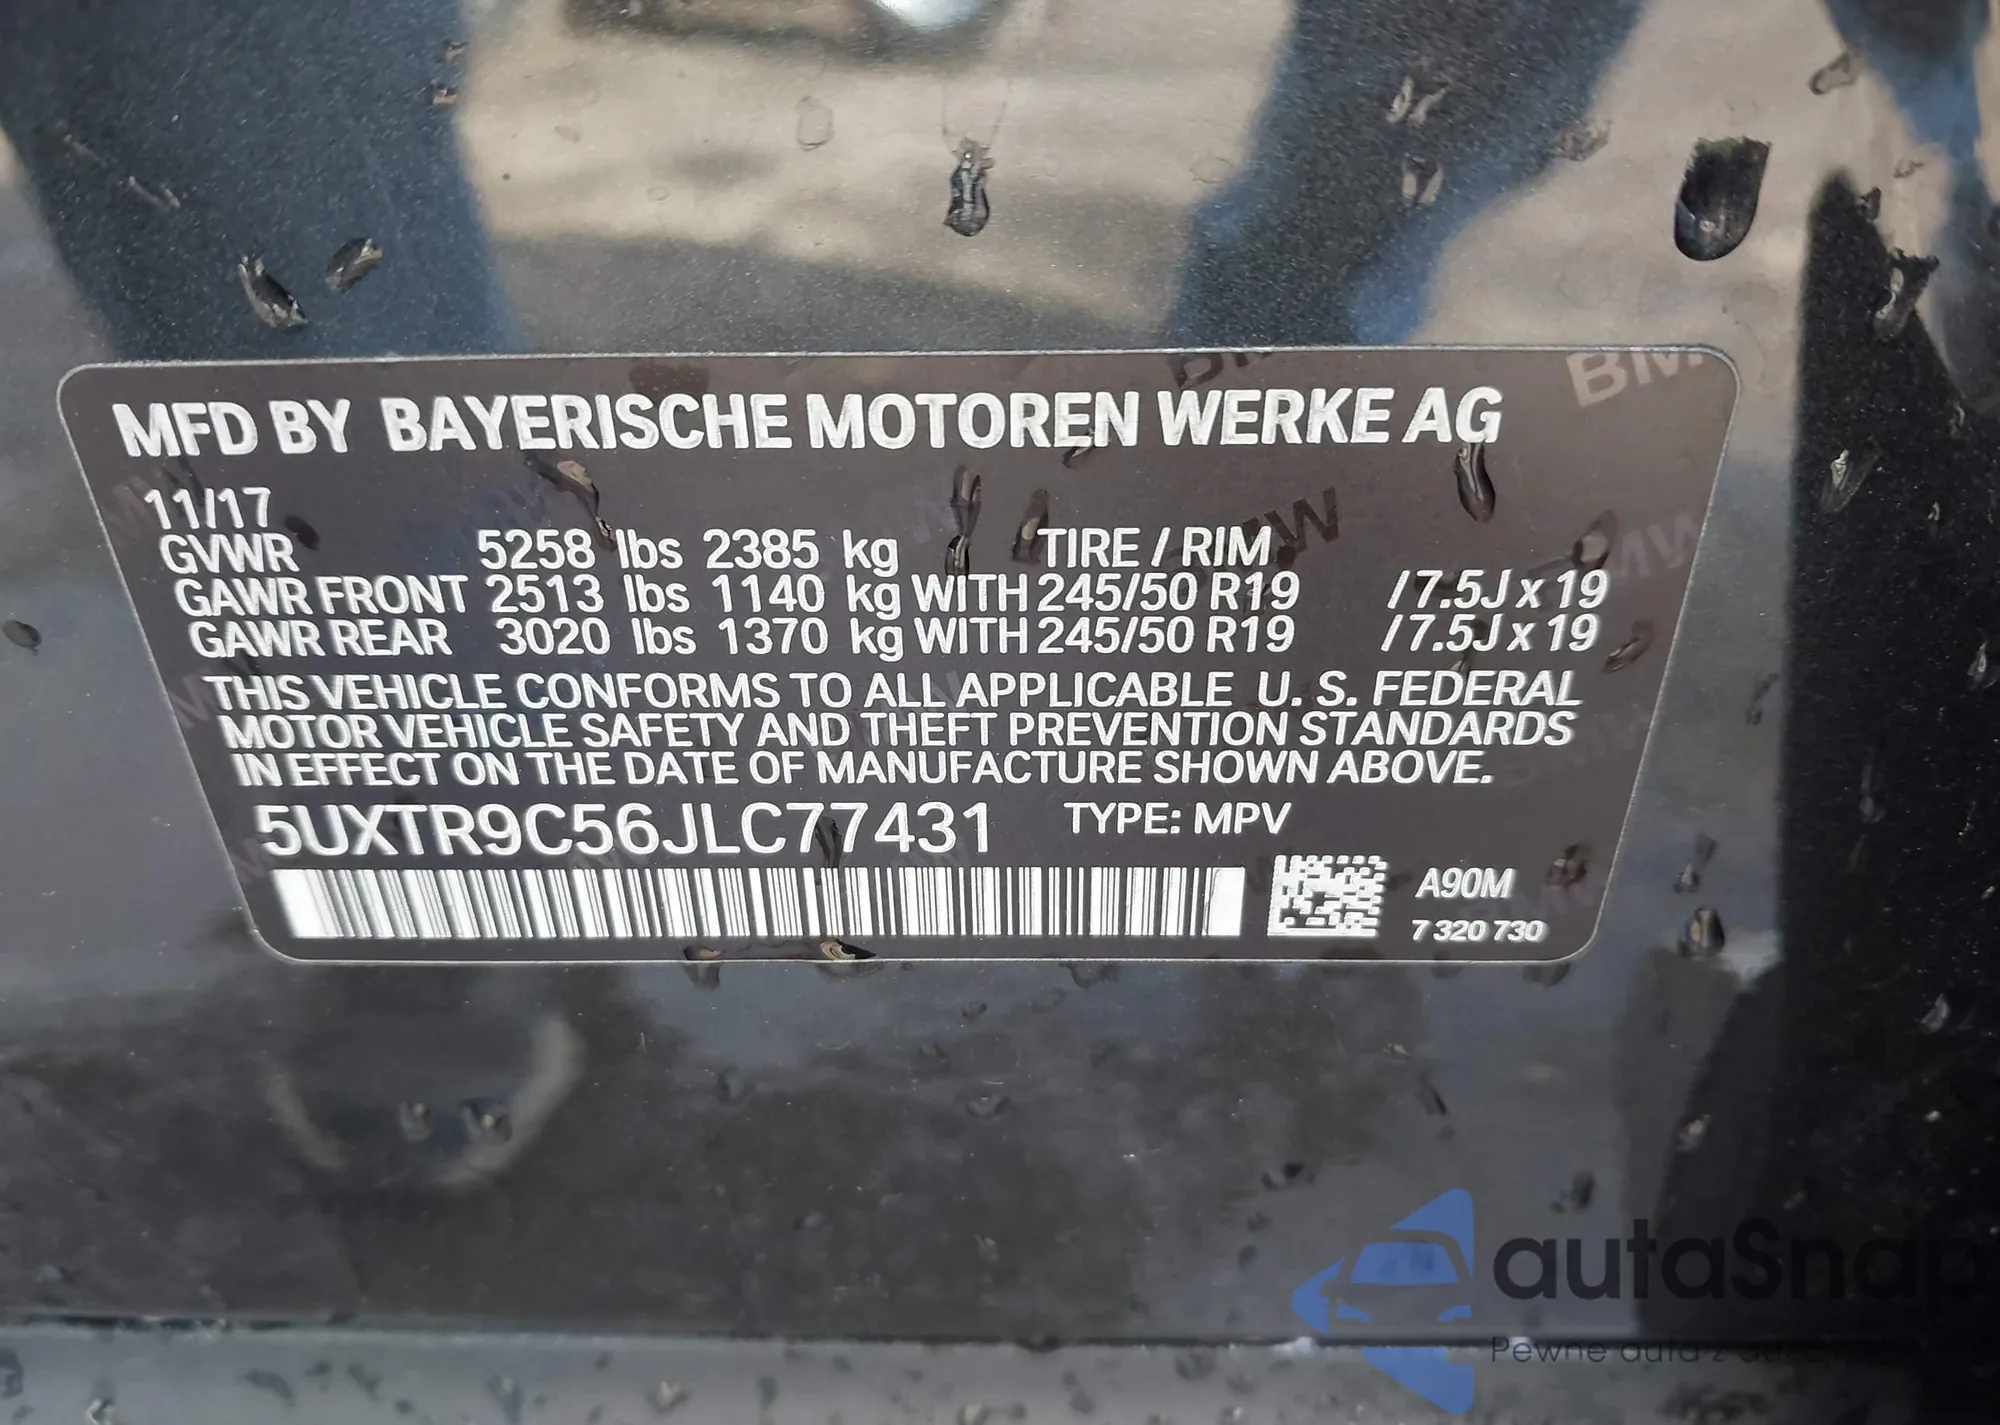 MFD BY BAYERISCHE MOTOREN WERKE AG
11/17
GVWR 5258 lbs 2385 kg TIRE / RIM
GAWR FRONT 2513 lbs 1140 kg WITH 245/50 R19 /7.5J x 19
GAWR REAR 3020 lbs 1370 kg WITH 245/50 R19 /7.5J x 19
THIS VEHICLE CONFORMS TO ALL APPLICABLE U. S. FEDERAL
MOTOR VEHICLE SAFETY AND THEFT PREVENTION STANDARDS
IN EFFECT ON THE DATE OF MANUFACTURE SHOWN ABOVE.
5UXTR9C56JLC77431 TYPE: MPV
A90M
7 320 730
autaSnap
Pewne auta z